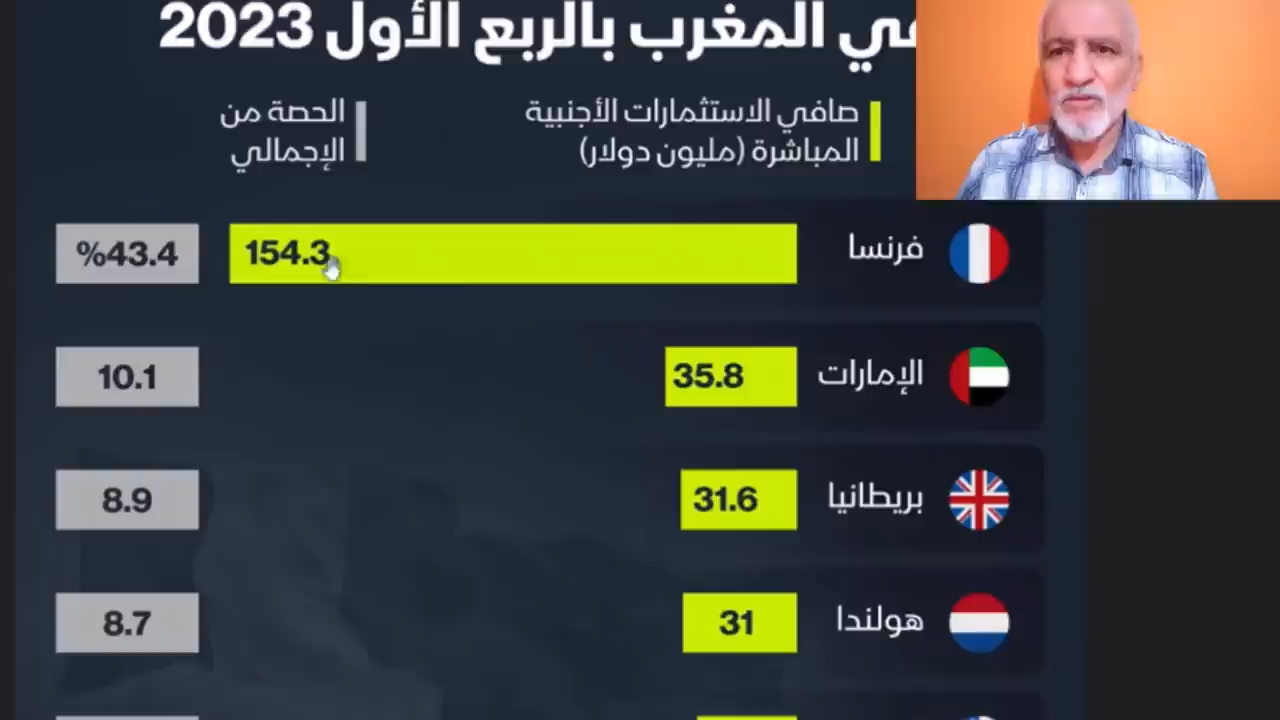 في المغرب بالربع الأول 2023
صافي الاستثمارات الأجنبية
المباشرة (مليون دولار)
الحصة من
الإجمالي
فرنسا
154.3
%43.4
الإمارات
35.8
10.1
بريطانيا
31.6
8.9
هولندا
31
8.7